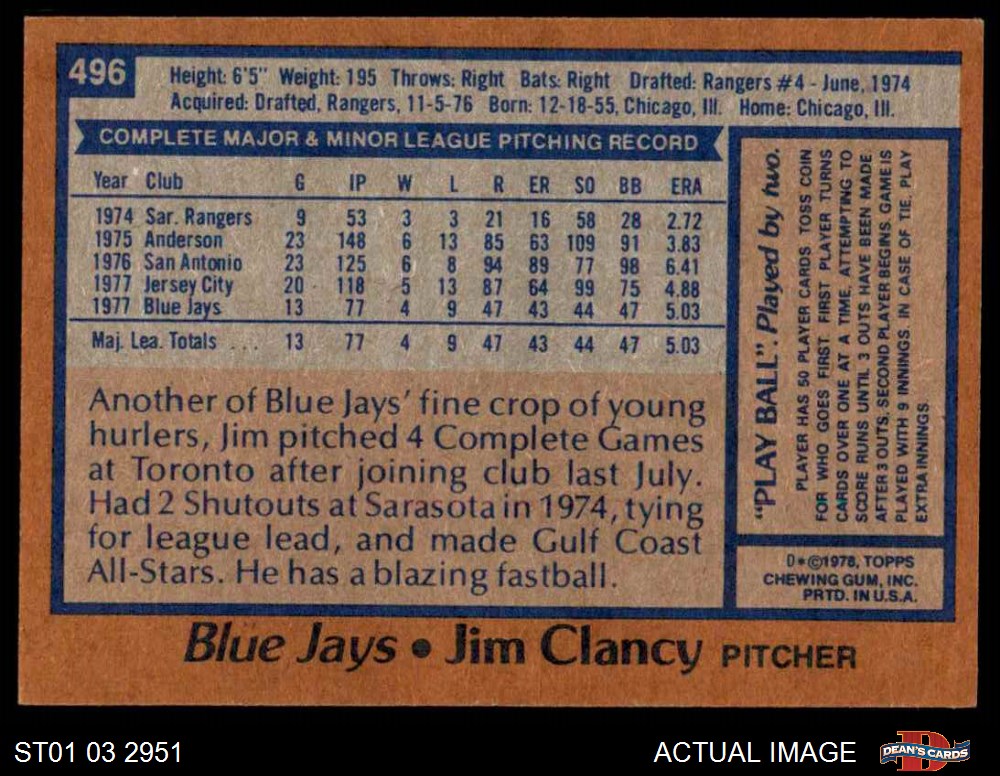 496
Height: 6'5" Weight: 195 Throws: Right Bats: Right Drafted: Rangers #4 - June, 1974
Acquired: Drafted, Rangers, 11-5-76 Born: 12-18-55, Chicago, Ill. Home: Chicago, Ill.
COMPLETE MAJOR & MINOR LEAGUE PITCHING RECORD
Year Club G IP W L R ER SO BB ERA
1974 Sar. Rangers 9 53 3 3 21 16 58 28 2.72
1975 Anderson 23 148 6 13 85 63 109 91 3.83
1976 San Antonio 23 125 6 8 94 89 77 98 6.41
1977 Jersey City 20 118 5 13 87 64 99 75 4.88
1977 Blue Jays 13 77 4 9 47 43 44 47 5.03
Maj. Lea. Totals ... 13 77 4 9 47 43 44 47 5.03
Another of Blue Jays' fine crop of young
hurlers, Jim pitched 4 Complete Games
at Toronto after joining club last July.
Had 2 Shutouts at Sarasota in 1974, tying
for league lead, and made Gulf Coast
All-Stars. He has a blazing fastball.
"PLAY BALL". Played by two.
PLAYER HAS 50 PLAYER CARDS TOSS COIN
FOR WHO GOES FIRST. FIRST PLAYER TURNS
CARDS OVER ONE AT A TIME, ATTEMPTING TO
SCORE RUNS UNTIL 3 OUTS HAVE BEEN MADE
AFTER 3 OUTS, SECOND PLAYER BEGINS. GAME IS
PLAYED WITH 9 INNINGS. IN CASE OF TIE, PLAY
EXTRA INNINGS.
D*©1978, TOPPS
CHEWING GUM, INC.
PRTD. IN U.S.A.
Blue Jays • Jim Clancy PITCHER
ST01 03 2951
ACTUAL IMAGE
D
DEAN'S CARDS